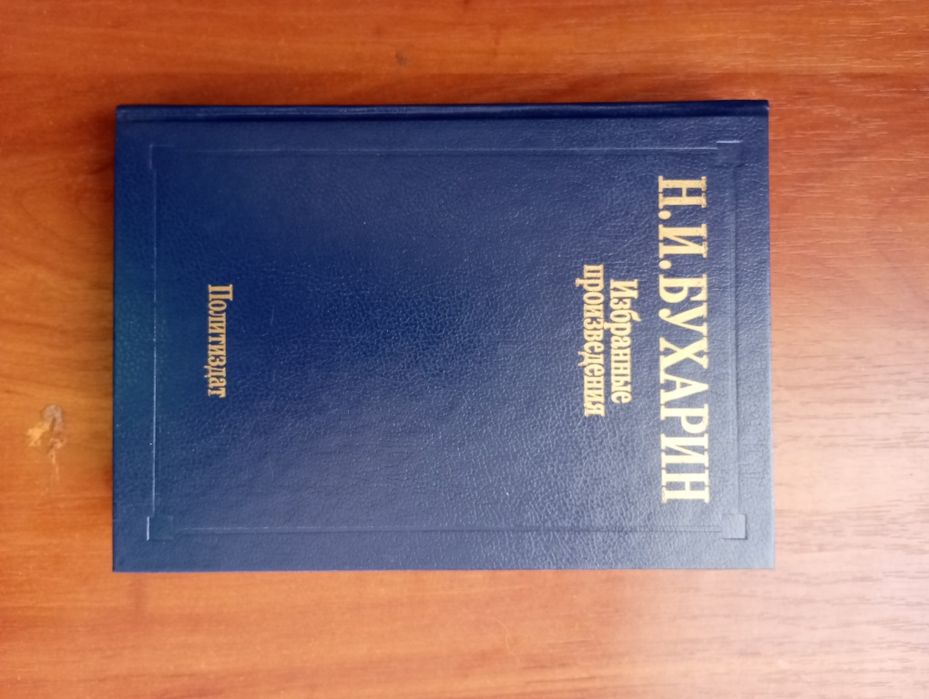 Н. И. БУХАРИН
Избранные
произведения
Политиздат